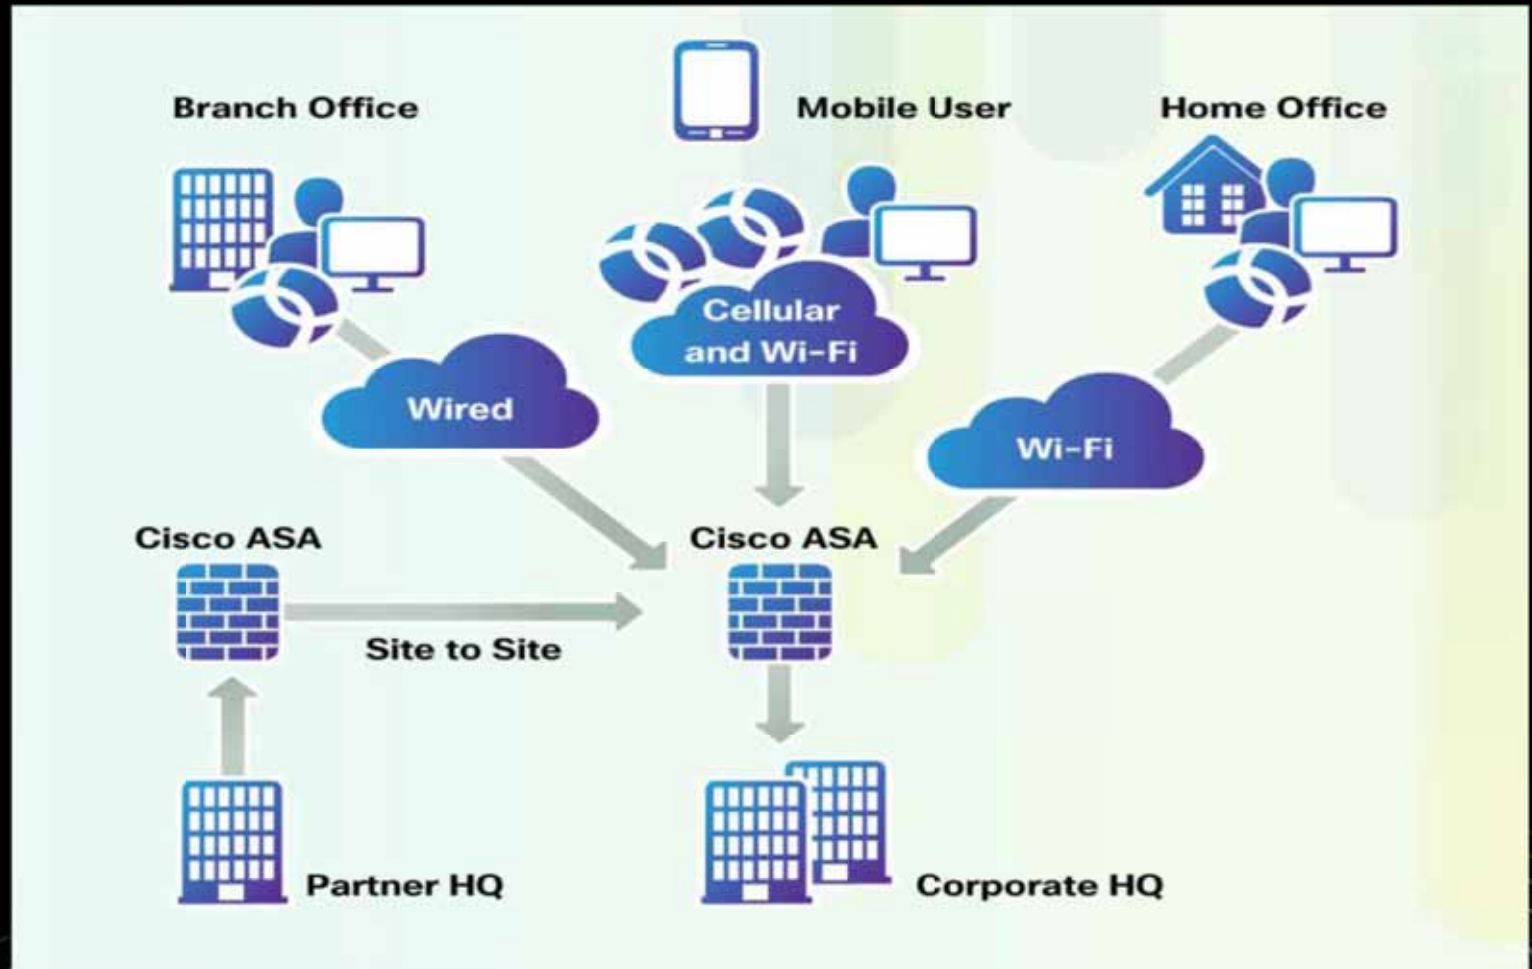 Branch Office
Mobile User
Home Office
Cellular
and Wi-Fi
Wired
Wi-Fi
Cisco ASA
Cisco ASA
Site to Site
Partner HQ
Corporate HQ